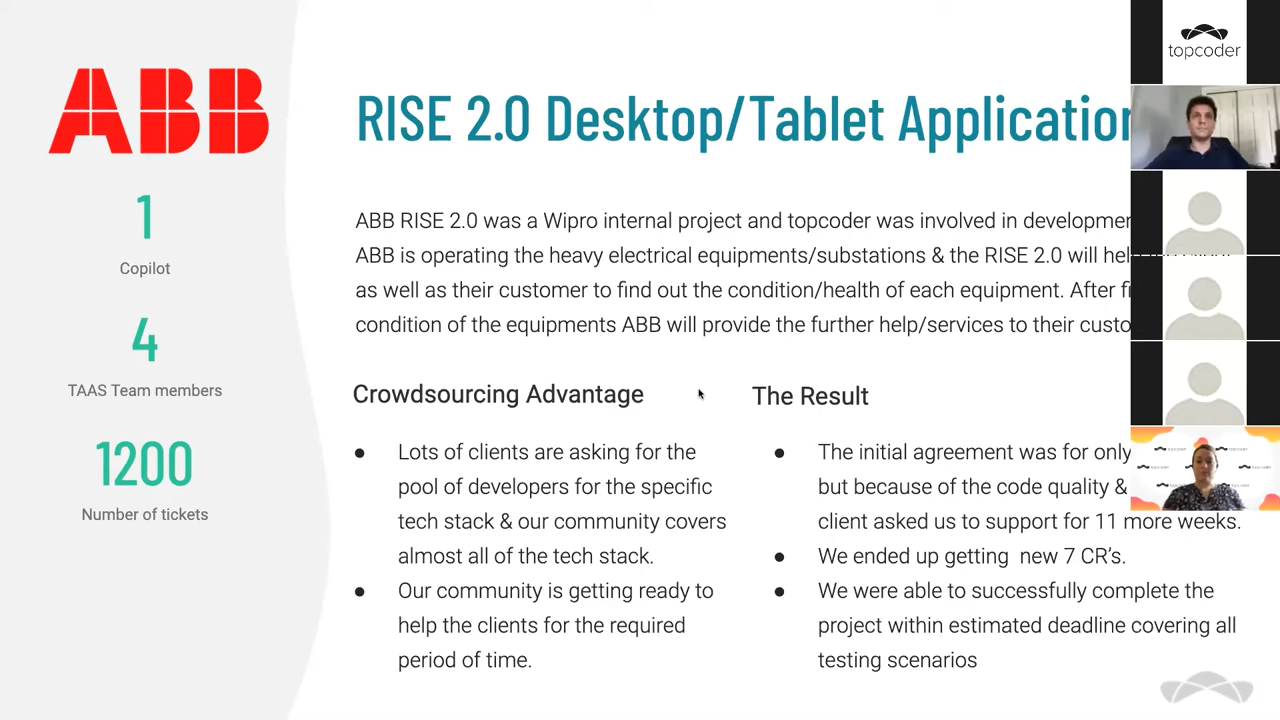 ABB
1
Copilot
4
TAAS Team members
1200
Number of tickets
RISE 2.0 Desktop/Tablet Application
ABB RISE 2.0 was a Wipro internal project and topcoder was involved in
ABB is operating the heavy electrical equipments/substations & the RISE 2.0 will
as well as their customer to find out the condition/health of each equipment. After
condition of the equipments ABB will provide the further help/services to their
Crowdsourcing Advantage
● Lots of clients are asking for the
pool of developers for the specific
tech stack & our community covers
almost all of the tech stack.
● Our community is getting ready to
help the clients for the required
period of time.
The Result
● The initial agreement was for only
but because of the code quality &
client asked us to support for 11 more weeks.
● We ended up getting new 7 CR's.
● We were able to successfully complete the
project within estimated deadline covering all
testing scenarios
topcoder